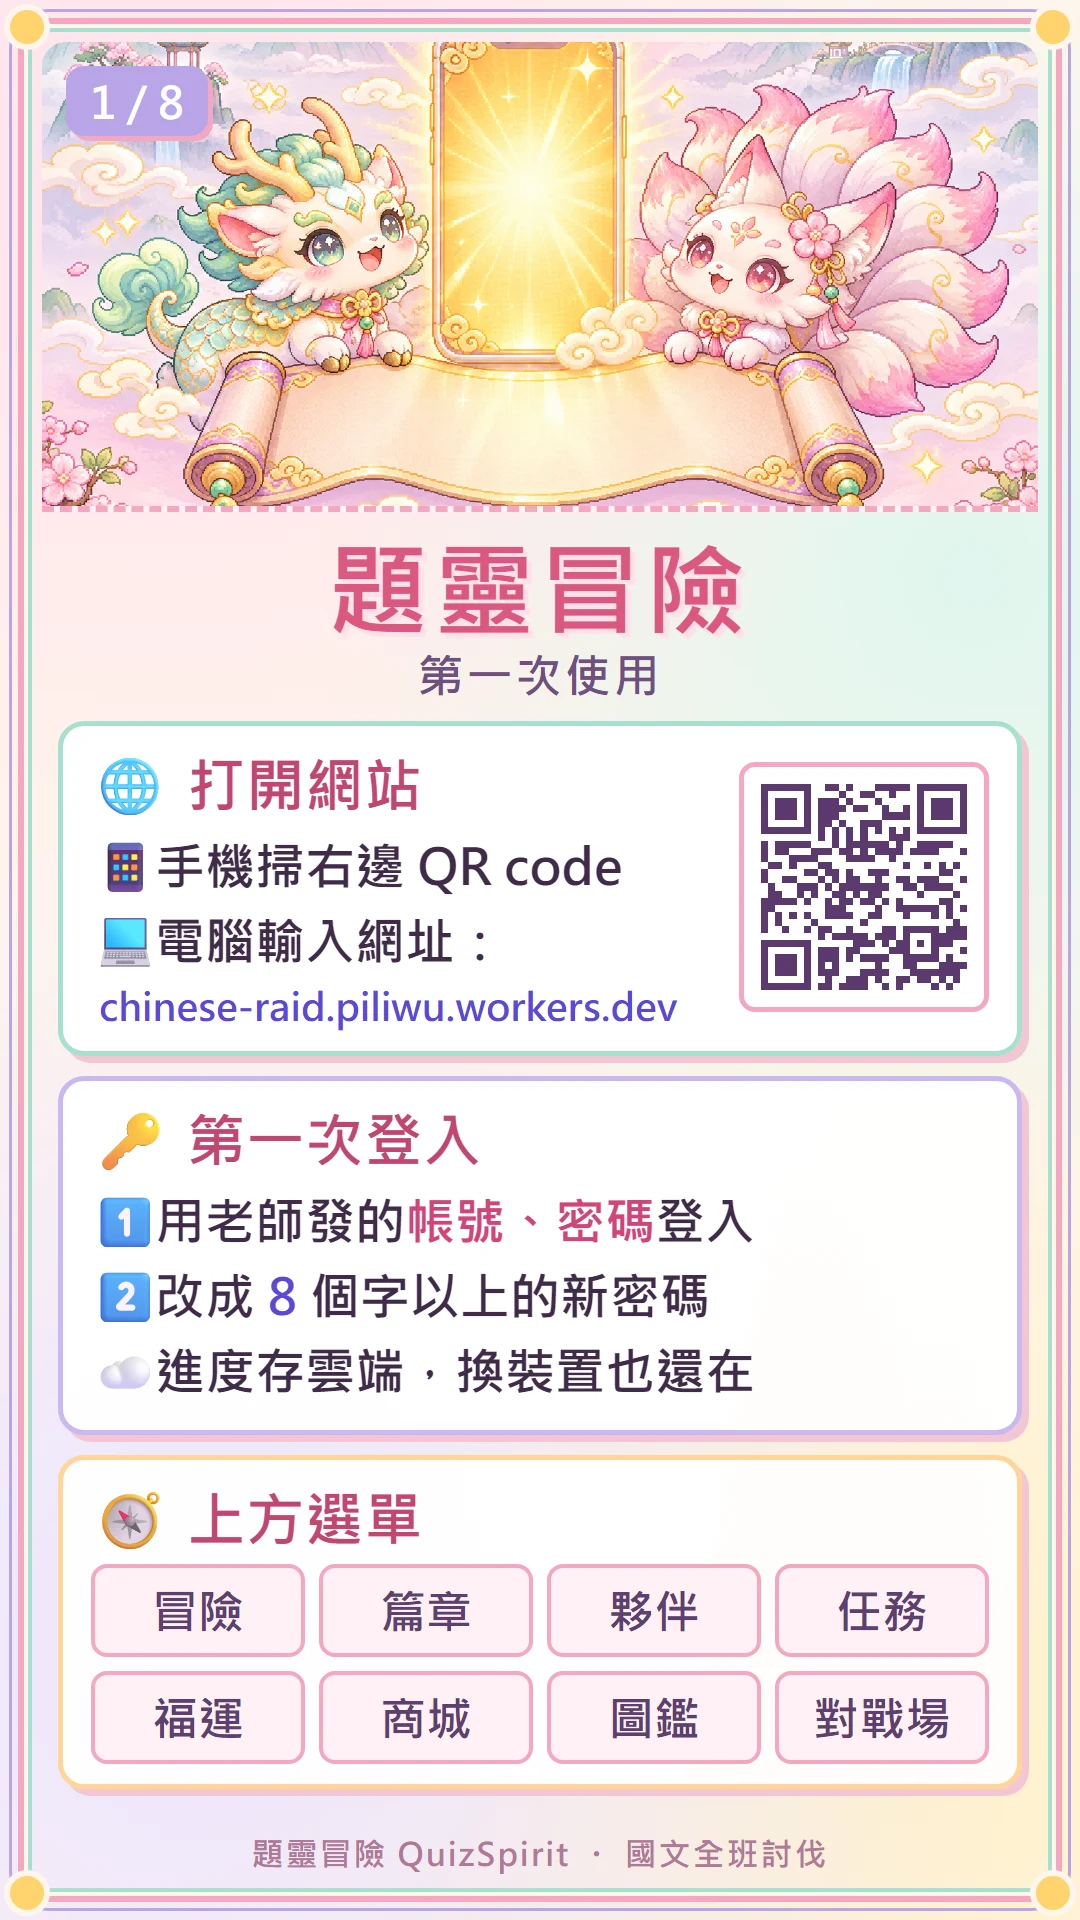 1/8
題靈冒險
第一次使用
打開網站
手機掃右邊 QR code
電腦輸入網址：
chinese-raid.piliwu.workers.dev
第一次登入
1 用老師發的帳號、密碼登入
2 改成 8 個字以上的新密碼
進度存雲端，換裝置也還在
上方選單
冒險 篇章 夥伴 任務
福運 商城 圖鑑 對戰場
題靈冒險 QuizSpirit · 國文全班討伐